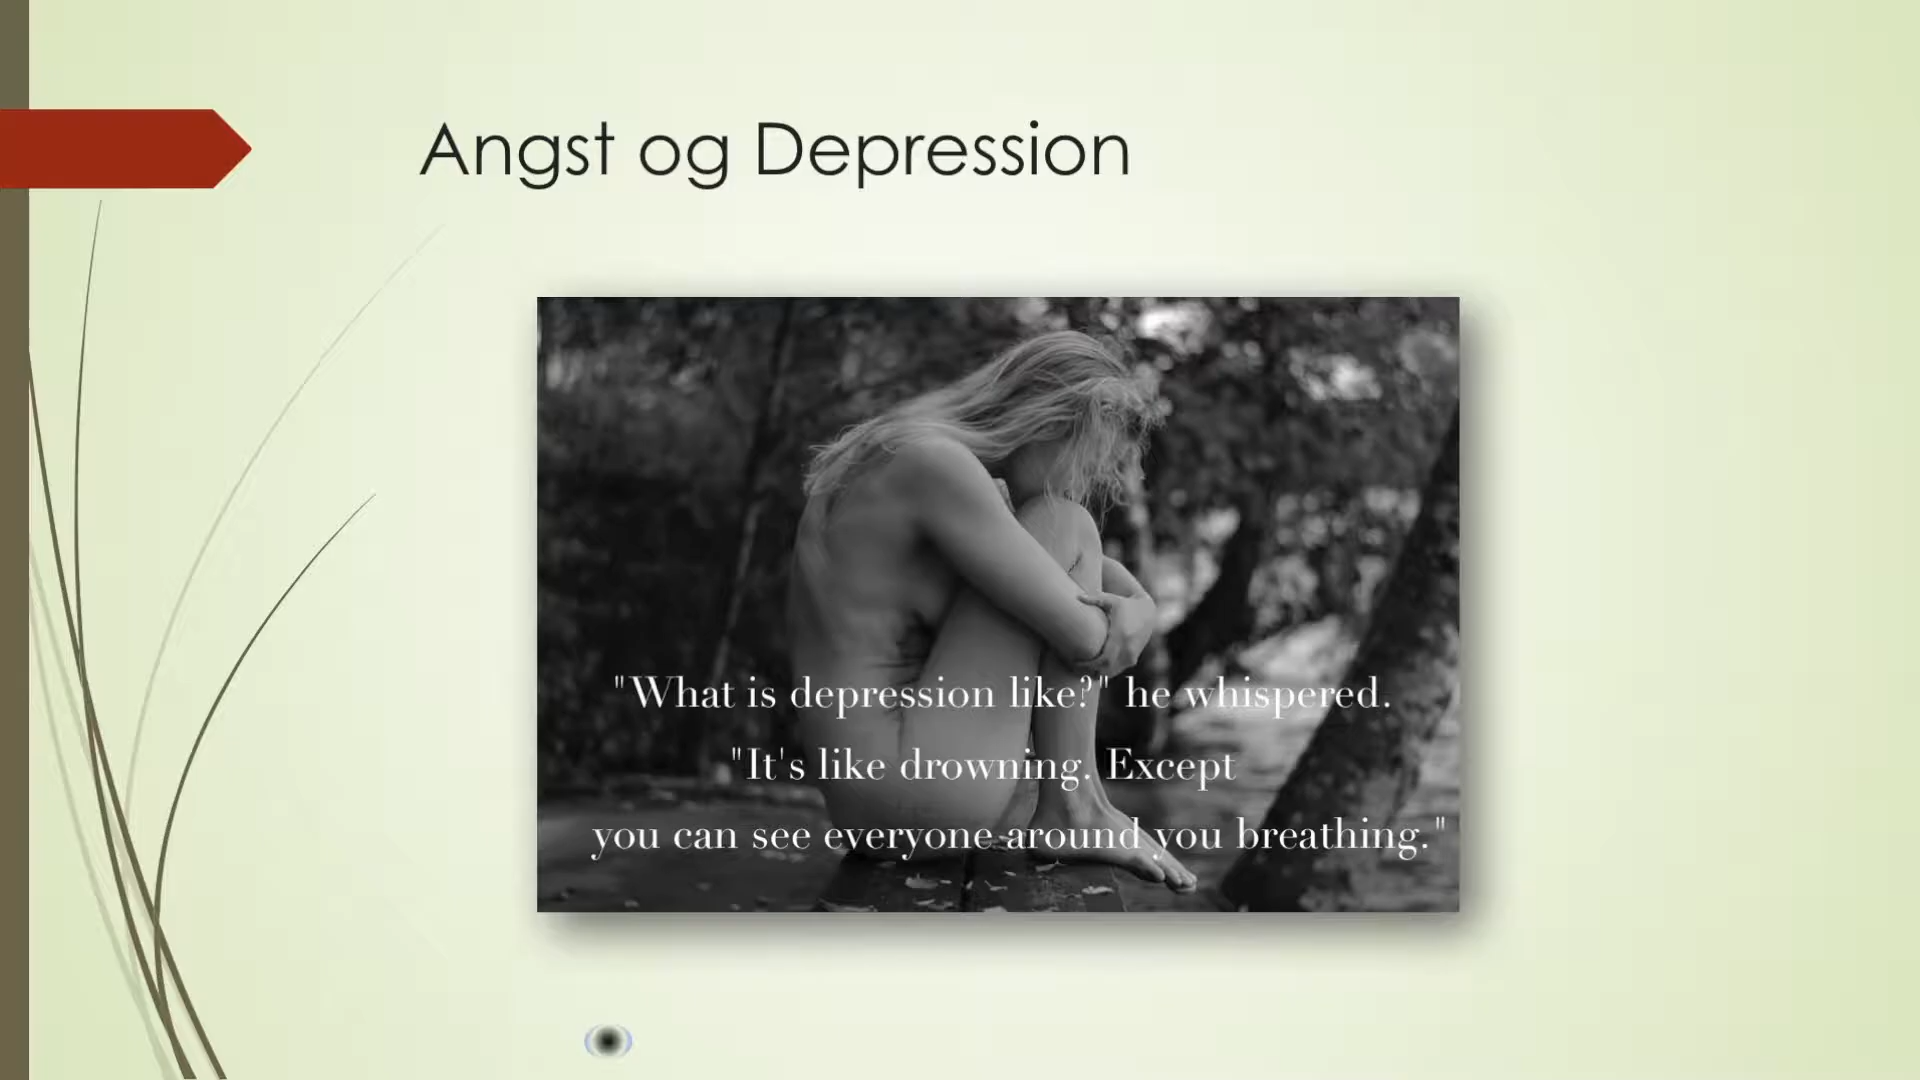 Angst og Depression
"What is depression like?" he whispered.
"It's like drowning. Except
you can see everyone around you breathing."